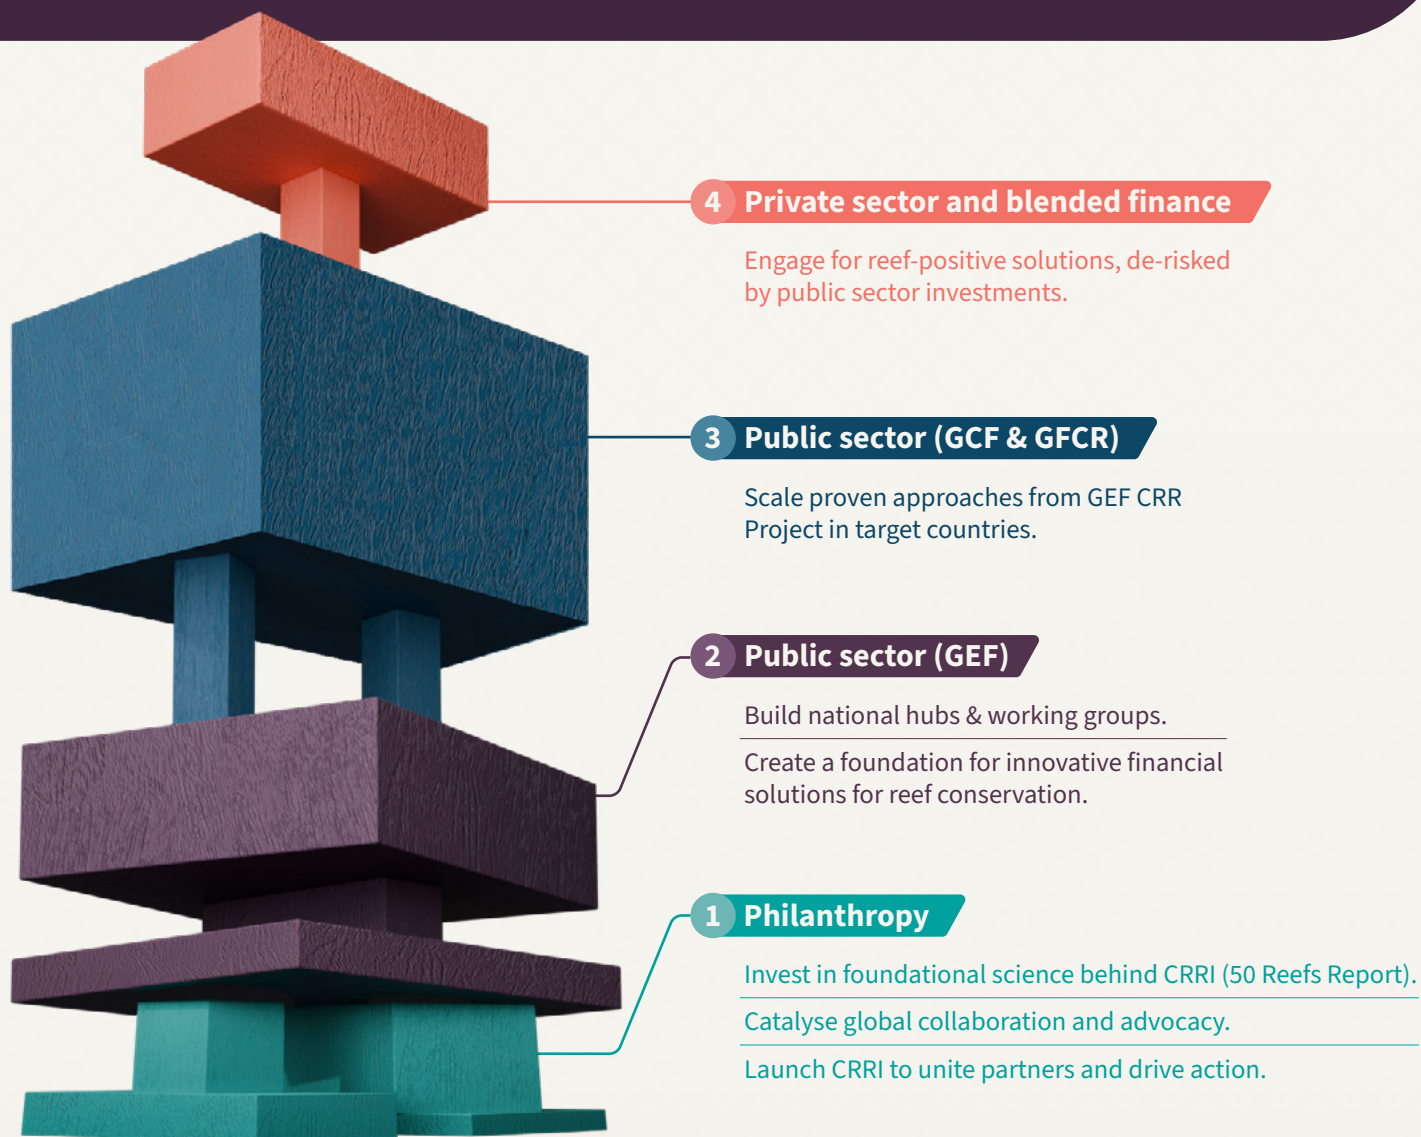 4 Private sector and blended finance
Engage for reef-positive solutions, de-risked
by public sector investments.
3 Public sector (GCF & GFCR)
Scale proven approaches from GEF CRR
Project in target countries.
2 Public sector (GEF)
Build national hubs & working groups.
Create a foundation for innovative financial
solutions for reef conservation.
1 Philanthropy
Invest in foundational science behind CRRI (50 Reefs Report).
Catalyse global collaboration and advocacy.
Launch CRRI to unite partners and drive action.